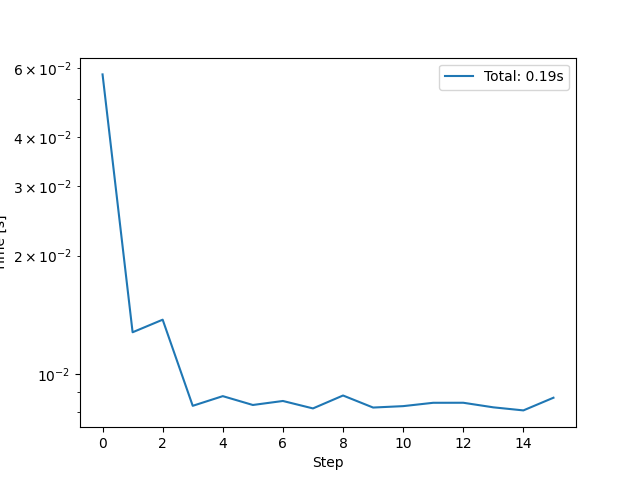 Total: 0.19s
6 × 10⁻²
4 × 10⁻²
3 × 10⁻²
2 × 10⁻²
10⁻²
Time [s]
0 2 4 6 8 10 12 14
Step